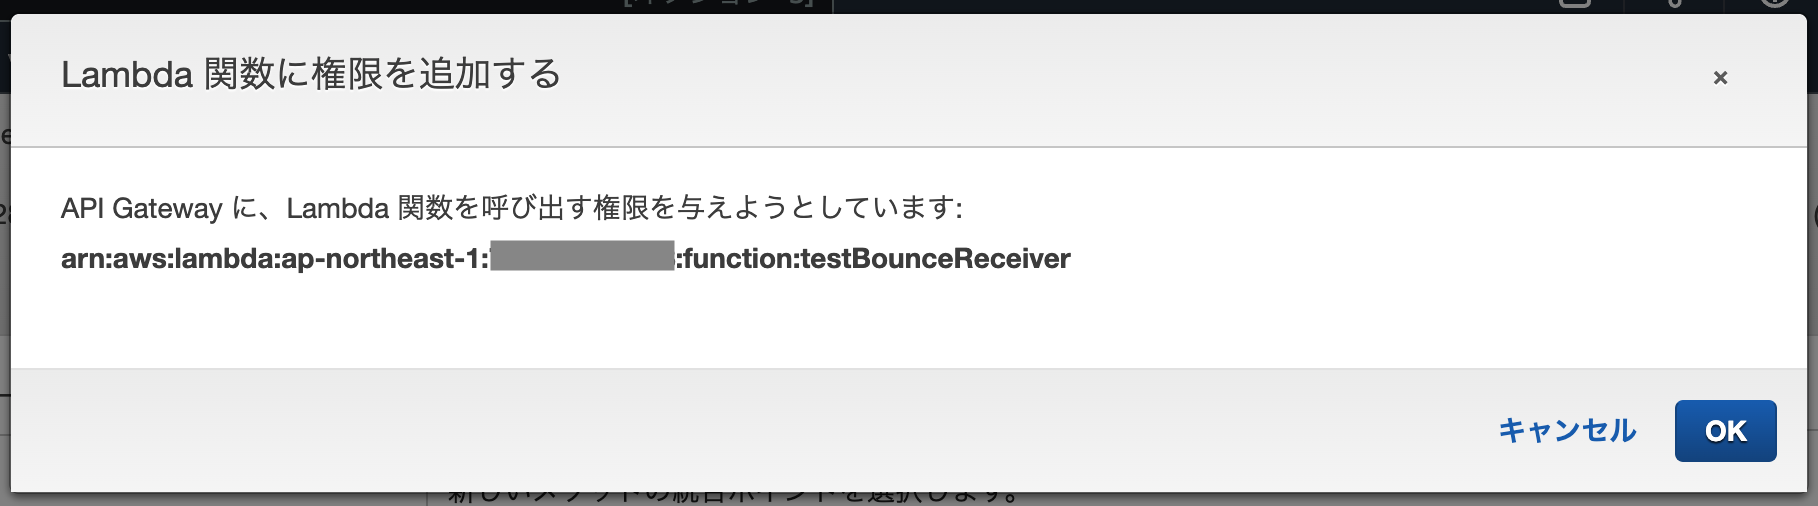 Lambda 関数に権限を追加する
×
API Gateway に、Lambda 関数を呼び出す権限を与えようとしています:
arn:aws:lambda:ap-northeast-1: :function:testBounceReceiver
キャンセル
OK